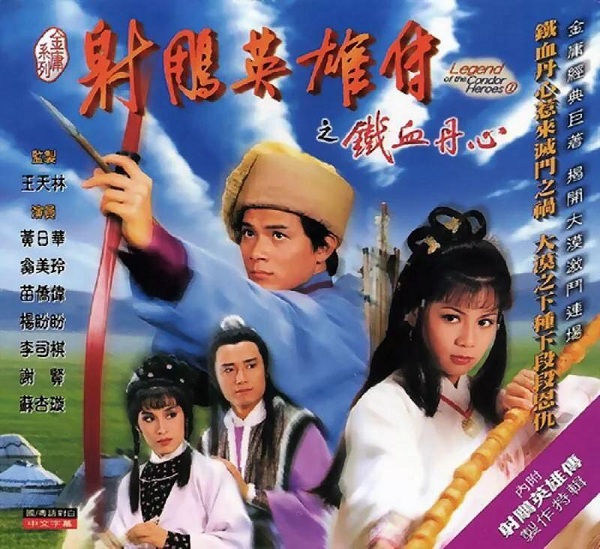 金庸
系列
射鵰英雄傳
Legend
of the Condor
Heroes ①
之鐵血丹心
監製
王天林
演員
黃日華
翁美玲
苗僑偉
楊盼盼
李司棋
謝賢
蘇杏璇
金庸經典巨著 揭開大漠激鬥連場
鐵血丹心惹來滅門之禍 大漠之下種下段段恩仇
內附
射鵰英雄傳
製作特輯
國/粵語對白
中文字幕